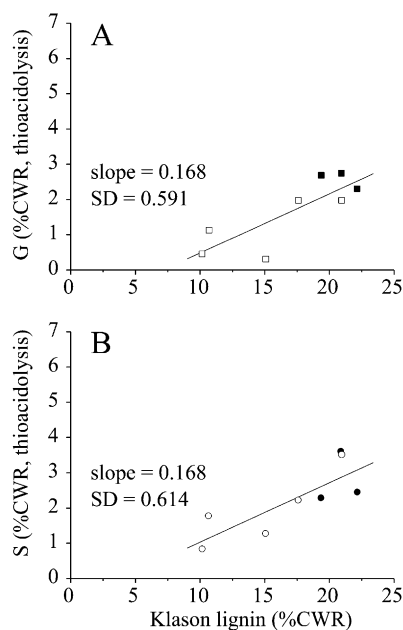 A
7
6
5
4
3
2
1
0
G (%CWR, thioacidolysis)
slope = 0.168
SD = 0.591
0 5 10 15 20 25
B
7
6
5
4
3
2
1
0
S (%CWR, thioacidolysis)
slope = 0.168
SD = 0.614
0 5 10 15 20 25
Klason lignin (%CWR)